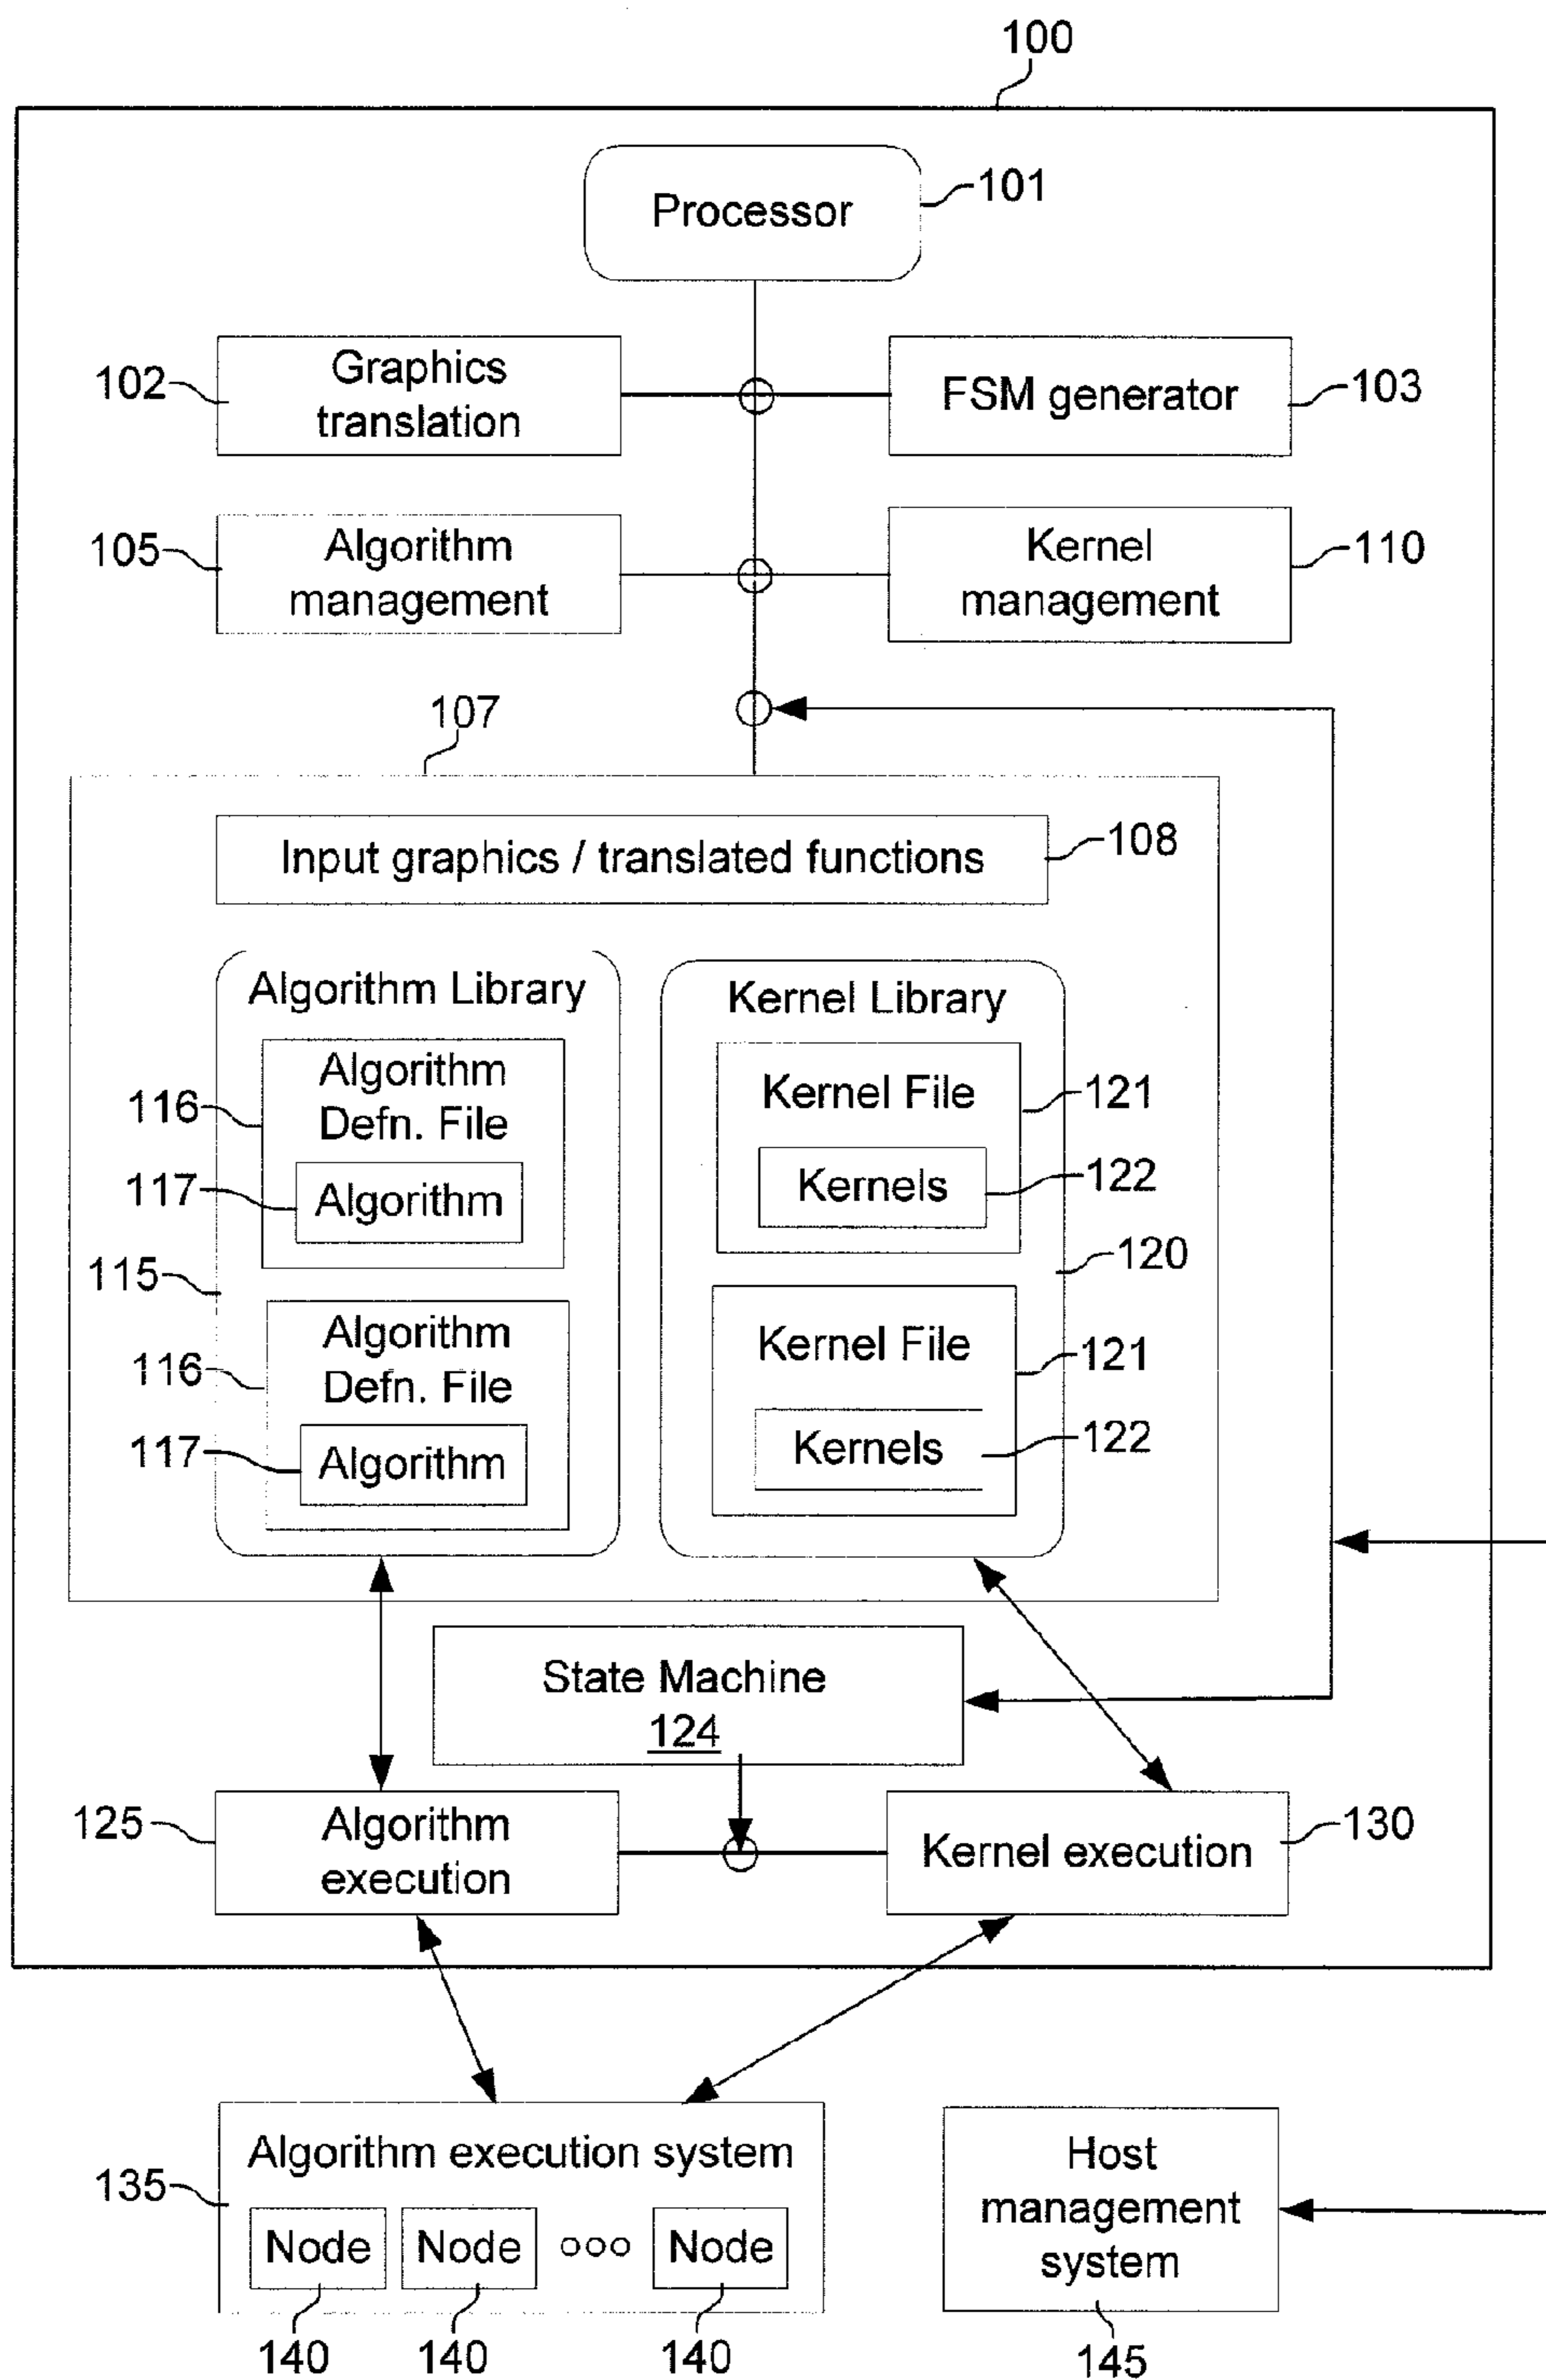 100
Processor
101
102
Graphics
translation
FSM generator
103
105
Algorithm
management
Kernel
management
110
107
Input graphics / translated functions
108
Algorithm Library
Kernel Library
116
Algorithm
Defn. File
117
Algorithm
Kernel File
121
Kernels
122
115
120
116
Algorithm
Defn. File
117
Algorithm
Kernel File
121
Kernels
122
State Machine
124
125
Algorithm
execution
Kernel execution
130
Algorithm execution system
135
Node
Node
ooo
Node
140
140
140
Host
management
system
145